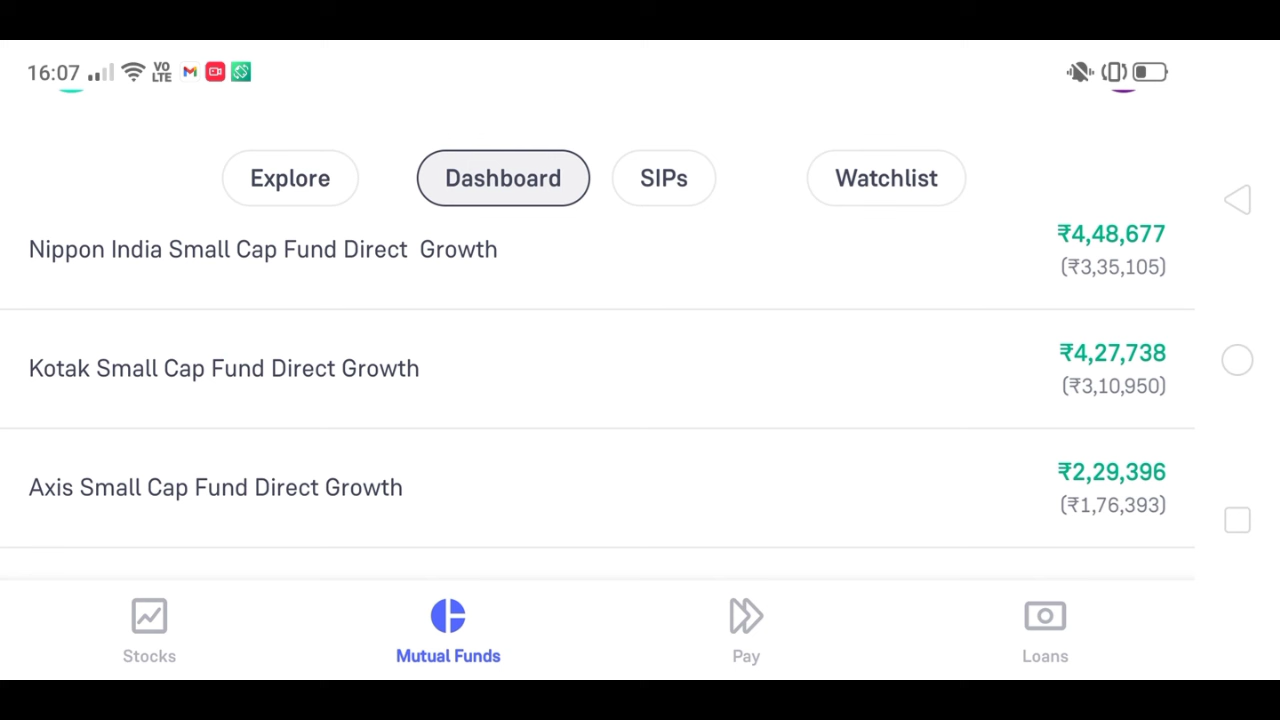 16:07 VO LTE
Explore Dashboard SIPs Watchlist
Nippon India Small Cap Fund Direct Growth ₹4,48,677
(₹3,35,105)
Kotak Small Cap Fund Direct Growth ₹4,27,738
(₹3,10,950)
Axis Small Cap Fund Direct Growth ₹2,29,396
(₹1,76,393)
Stocks Mutual Funds Pay Loans